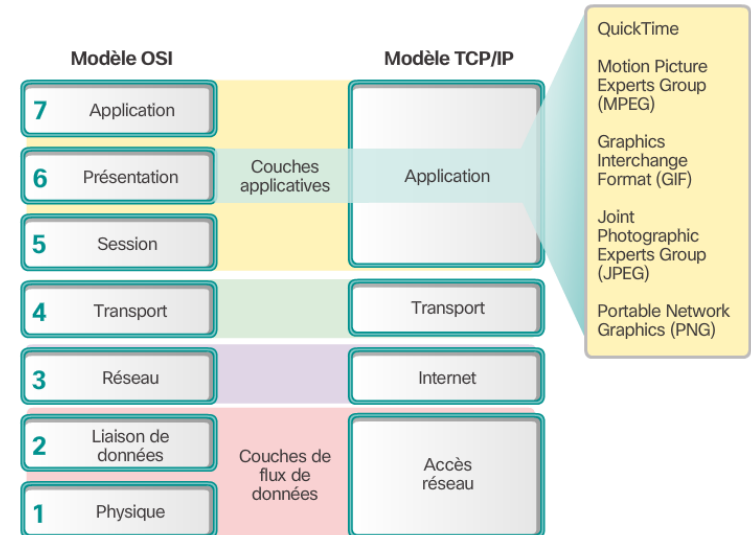 Modèle OSI
Modèle TCP/IP
7
Application
6
Présentation
5
Session
4
Transport
3
Réseau
2
Liaison de
données
1
Physique
Couches
applicatives
Couches de
flux de
données
Application
Transport
Internet
Accès
réseau
QuickTime
Motion Picture
Experts Group
(MPEG)
Graphics
Interchange
Format (GIF)
Joint
Photographic
Experts Group
(JPEG)
Portable Network
Graphics (PNG)